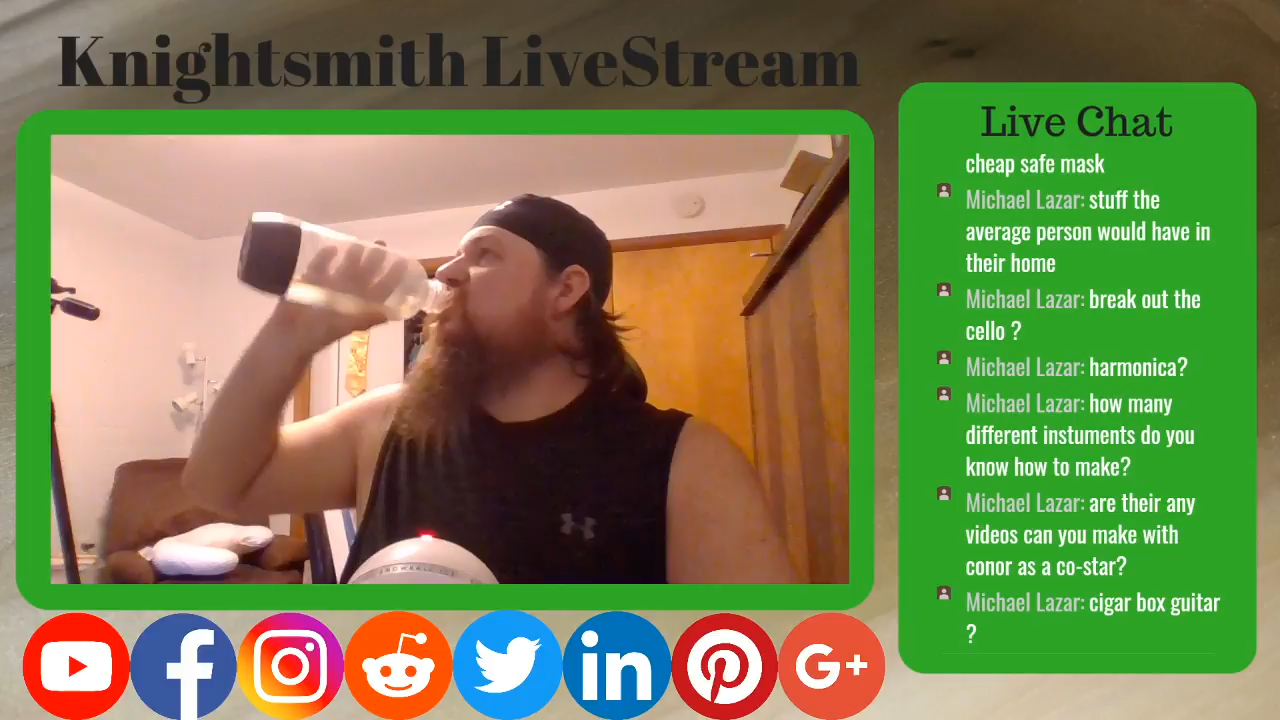 Knightsmith LiveStream
Live Chat
cheap safe mask
Michael Lazar: stuff the
average person would have in
their home
Michael Lazar: break out the
cello ?
Michael Lazar: harmonica?
Michael Lazar: how many
different instuments do you
know how to make?
Michael Lazar: are their any
videos can you make with
conor as a co-star?
Michael Lazar: cigar box guitar
?
in
G+